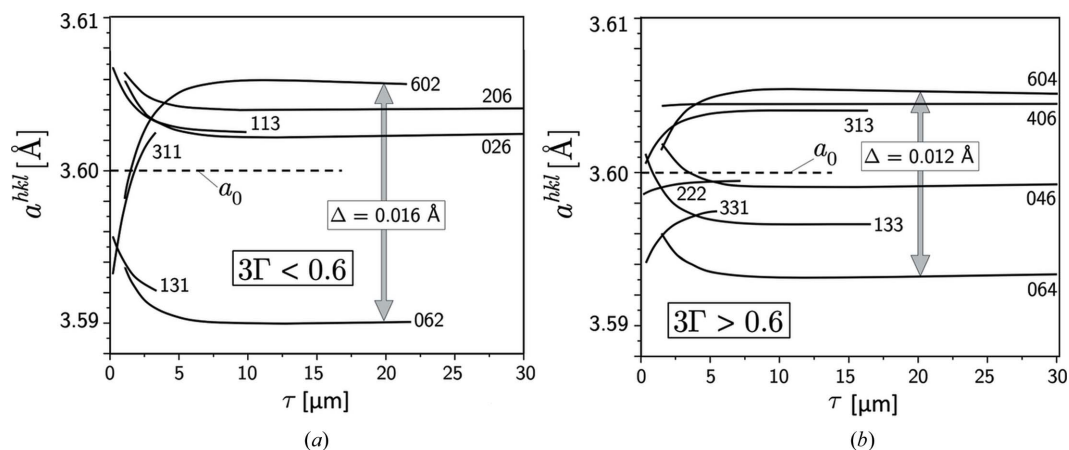 3.61
3.60
3.59
a^{hkl} [Å]
602
206
113
026
311
a₀
Δ = 0.016 Å
3Γ < 0.6
131
062
0 5 10 15 20 25 30
τ [μm]
(a)
3.61
3.60
3.59
a^{hkl} [Å]
604
406
313
a₀
Δ = 0.012 Å
222
046
331
133
3Γ > 0.6
064
0 5 10 15 20 25 30
τ [μm]
(b)